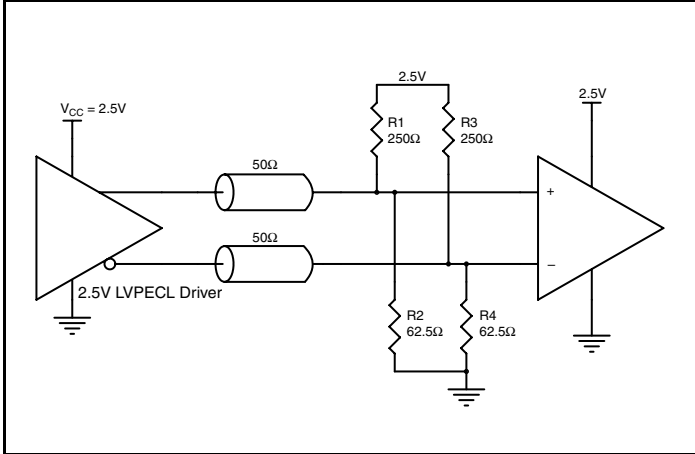 2.5V
V_CC = 2.5V
2.5V
R1
250Ω
R3
250Ω
50Ω
+
50Ω
−
2.5V LVPECL Driver
R2
62.5Ω
R4
62.5Ω